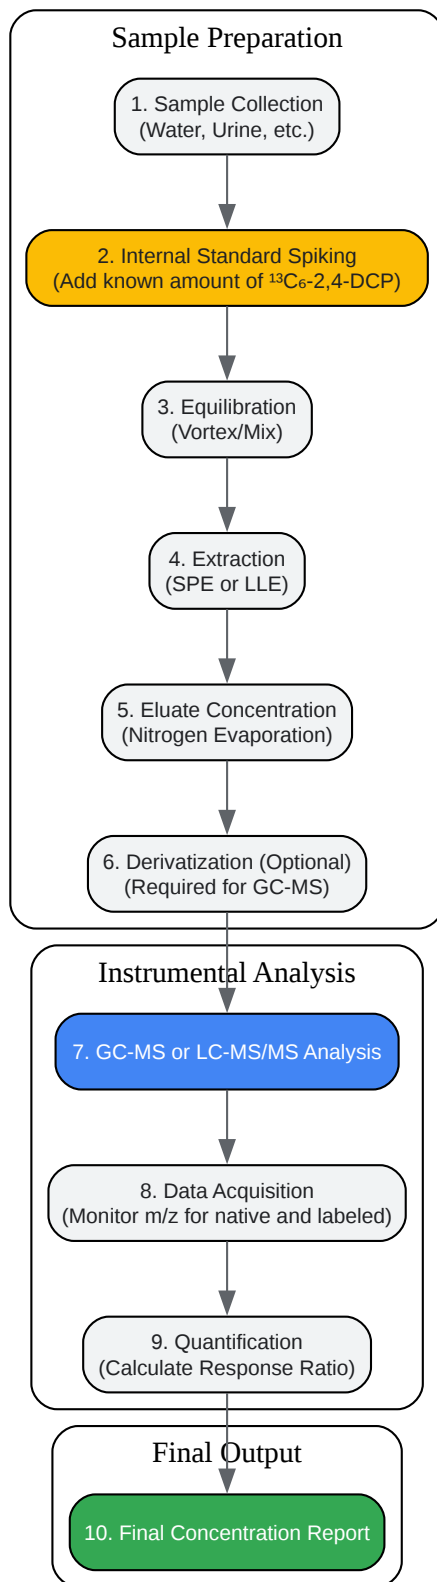 Sample Preparation
1. Sample Collection
(Water, Urine, etc.)
2. Internal Standard Spiking
(Add known amount of ¹³C₆-2,4-DCP)
3. Equilibration
(Vortex/Mix)
4. Extraction
(SPE or LLE)
5. Eluate Concentration
(Nitrogen Evaporation)
6. Derivatization (Optional)
(Required for GC-MS)
Instrumental Analysis
7. GC-MS or LC-MS/MS Analysis
8. Data Acquisition
(Monitor m/z for native and labeled)
9. Quantification
(Calculate Response Ratio)
Final Output
10. Final Concentration Report